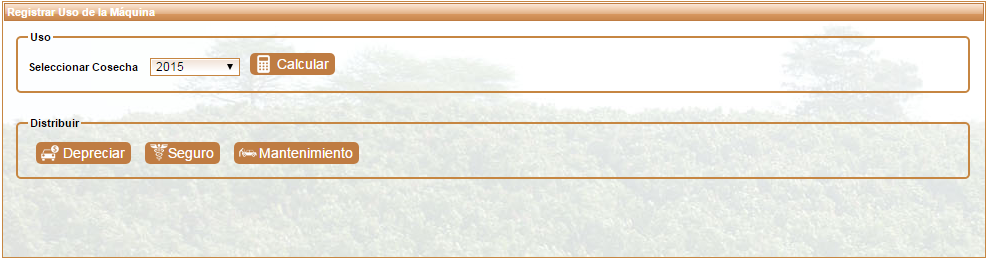 Registrar Uso de la Máquina
Uso
Seleccionar Cosecha 2015 Calcular
Distribuir
Depreciar Seguro Mantenimiento